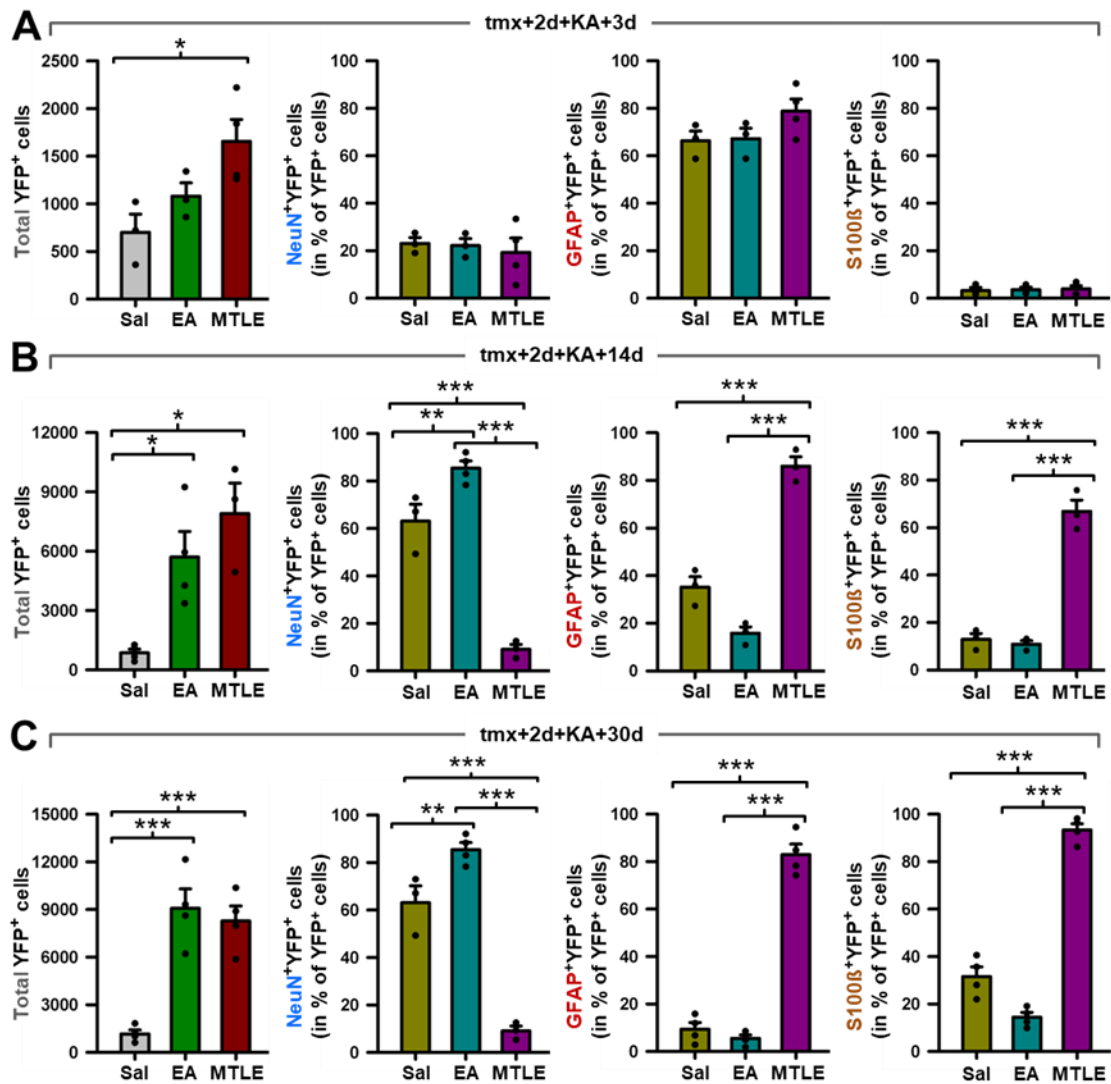 A
tmx+2d+KA+3d
Total YFP+ cells
2500
2000
1500
1000
500
0
*
Sal EA MTLE
NeuN+YFP+ cells
(in % of YFP+ cells)
100
80
60
40
20
0
Sal EA MTLE
GFAP+YFP+ cells
(in % of YFP+ cells)
100
80
60
40
20
0
Sal EA MTLE
S100ß+YFP+ cells
(in % of YFP+ cells)
100
80
60
40
20
0
Sal EA MTLE
B
tmx+2d+KA+14d
Total YFP+ cells
12000
9000
6000
3000
0
*
*
Sal EA MTLE
NeuN+YFP+ cells
(in % of YFP+ cells)
100
80
60
40
20
0
***
** ***
Sal EA MTLE
GFAP+YFP+ cells
(in % of YFP+ cells)
100
80
60
40
20
0
***
***
Sal EA MTLE
S100ß+YFP+ cells
(in % of YFP+ cells)
100
80
60
40
20
0
***
***
Sal EA MTLE
C
tmx+2d+KA+30d
Total YFP+ cells
15000
12000
9000
6000
3000
0
***
***
Sal EA MTLE
NeuN+YFP+ cells
(in % of YFP+ cells)
100
80
60
40
20
0
***
** ***
Sal EA MTLE
GFAP+YFP+ cells
(in % of YFP+ cells)
100
80
60
40
20
0
***
***
Sal EA MTLE
S100ß+YFP+ cells
(in % of YFP+ cells)
100
80
60
40
20
0
***
***
Sal EA MTLE